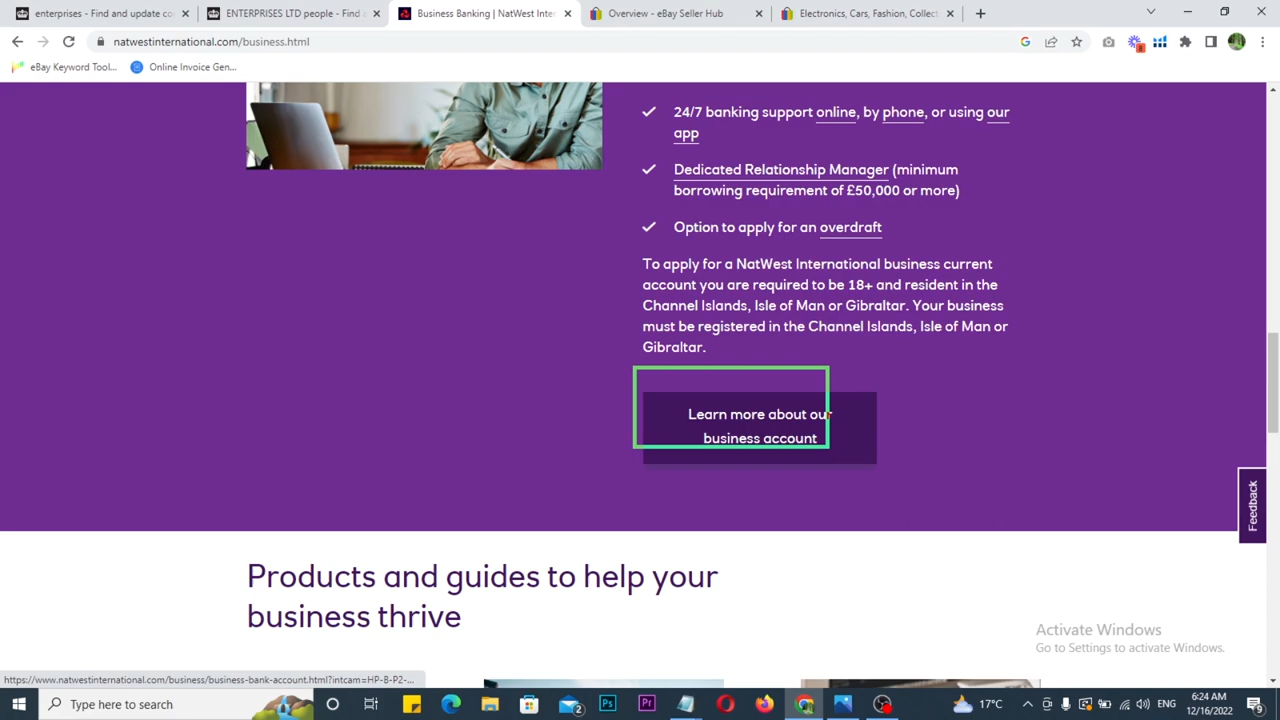 enterprises - Find and update co
ENTERPRISES LTD people - Find a
Business Banking | NatWest Inter
Overview - eBay Seller Hub
Electronics, Cars, Fashion, Collect
natwestinternational.com/business.html
8
eBay Keyword Tool...
Online Invoice Gen...
24/7 banking support online, by phone, or using our
app
Dedicated Relationship Manager (minimum
borrowing requirement of £50,000 or more)
Option to apply for an overdraft
To apply for a NatWest International business current
account you are required to be 18+ and resident in the
Channel Islands, Isle of Man or Gibraltar. Your business
must be registered in the Channel Islands, Isle of Man or
Gibraltar.
Learn more about our
business account
Feedback
Products and guides to help your
business thrive
Activate Windows
Go to Settings to activate Windows.
https://www.natwestinternational.com/business/business-bank-account.html?intcam=HP-B-P2-...
Type here to search
Ps
2
Pr
17°C
ENG
6:24 AM
12/16/2022
9